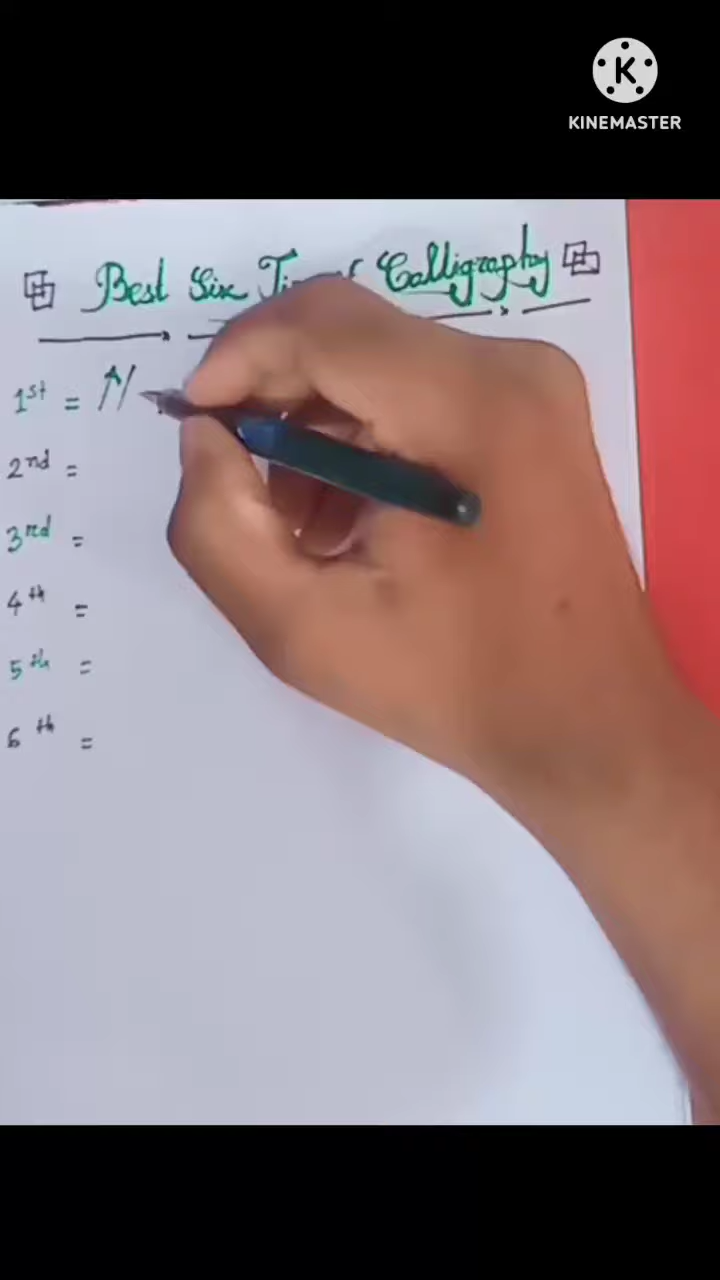 KINEMASTER
Best Six Calligraphy
1st = N
2nd =
3rd =
4th =
5th =
6th =